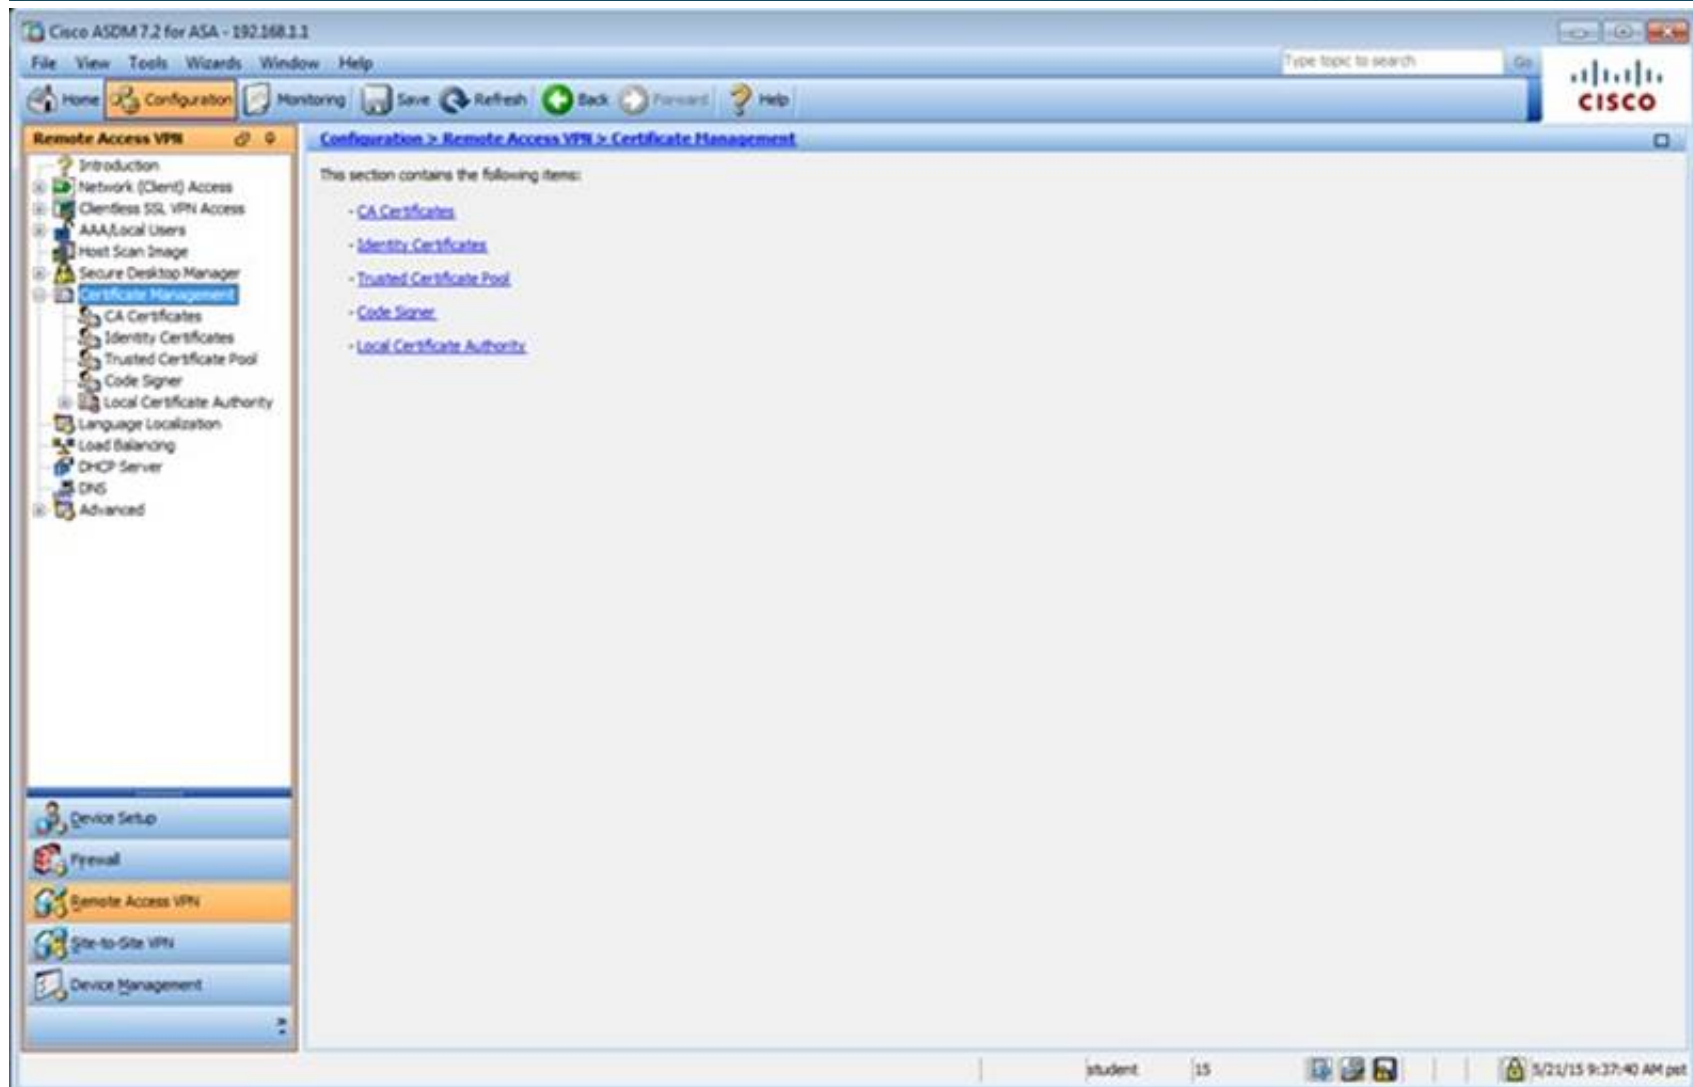 Cisco ASDM 7.2 for ASA - 192.168.1.1
File View Tools Wizards Window Help
Type topic to search Go
Home Configuration Monitoring Save Refresh Back Forward Help
CISCO
Remote Access VPN
Configuration > Remote Access VPN > Certificate Management
Introduction
Network (Client) Access
Clientless SSL VPN Access
AAA/Local Users
Host Scan Image
Secure Desktop Manager
Certificate Management
CA Certificates
Identity Certificates
Trusted Certificate Pool
Code Signer
Local Certificate Authority
Language Localization
Load Balancing
DHCP Server
DNS
Advanced
This section contains the following items:
- CA Certificates
- Identity Certificates
- Trusted Certificate Pool
- Code Signer
- Local Certificate Authority
Device Setup
Firewall
Remote Access VPN
Site-to-Site VPN
Device Management
student 15 5/21/15 9:37:40 AM pst